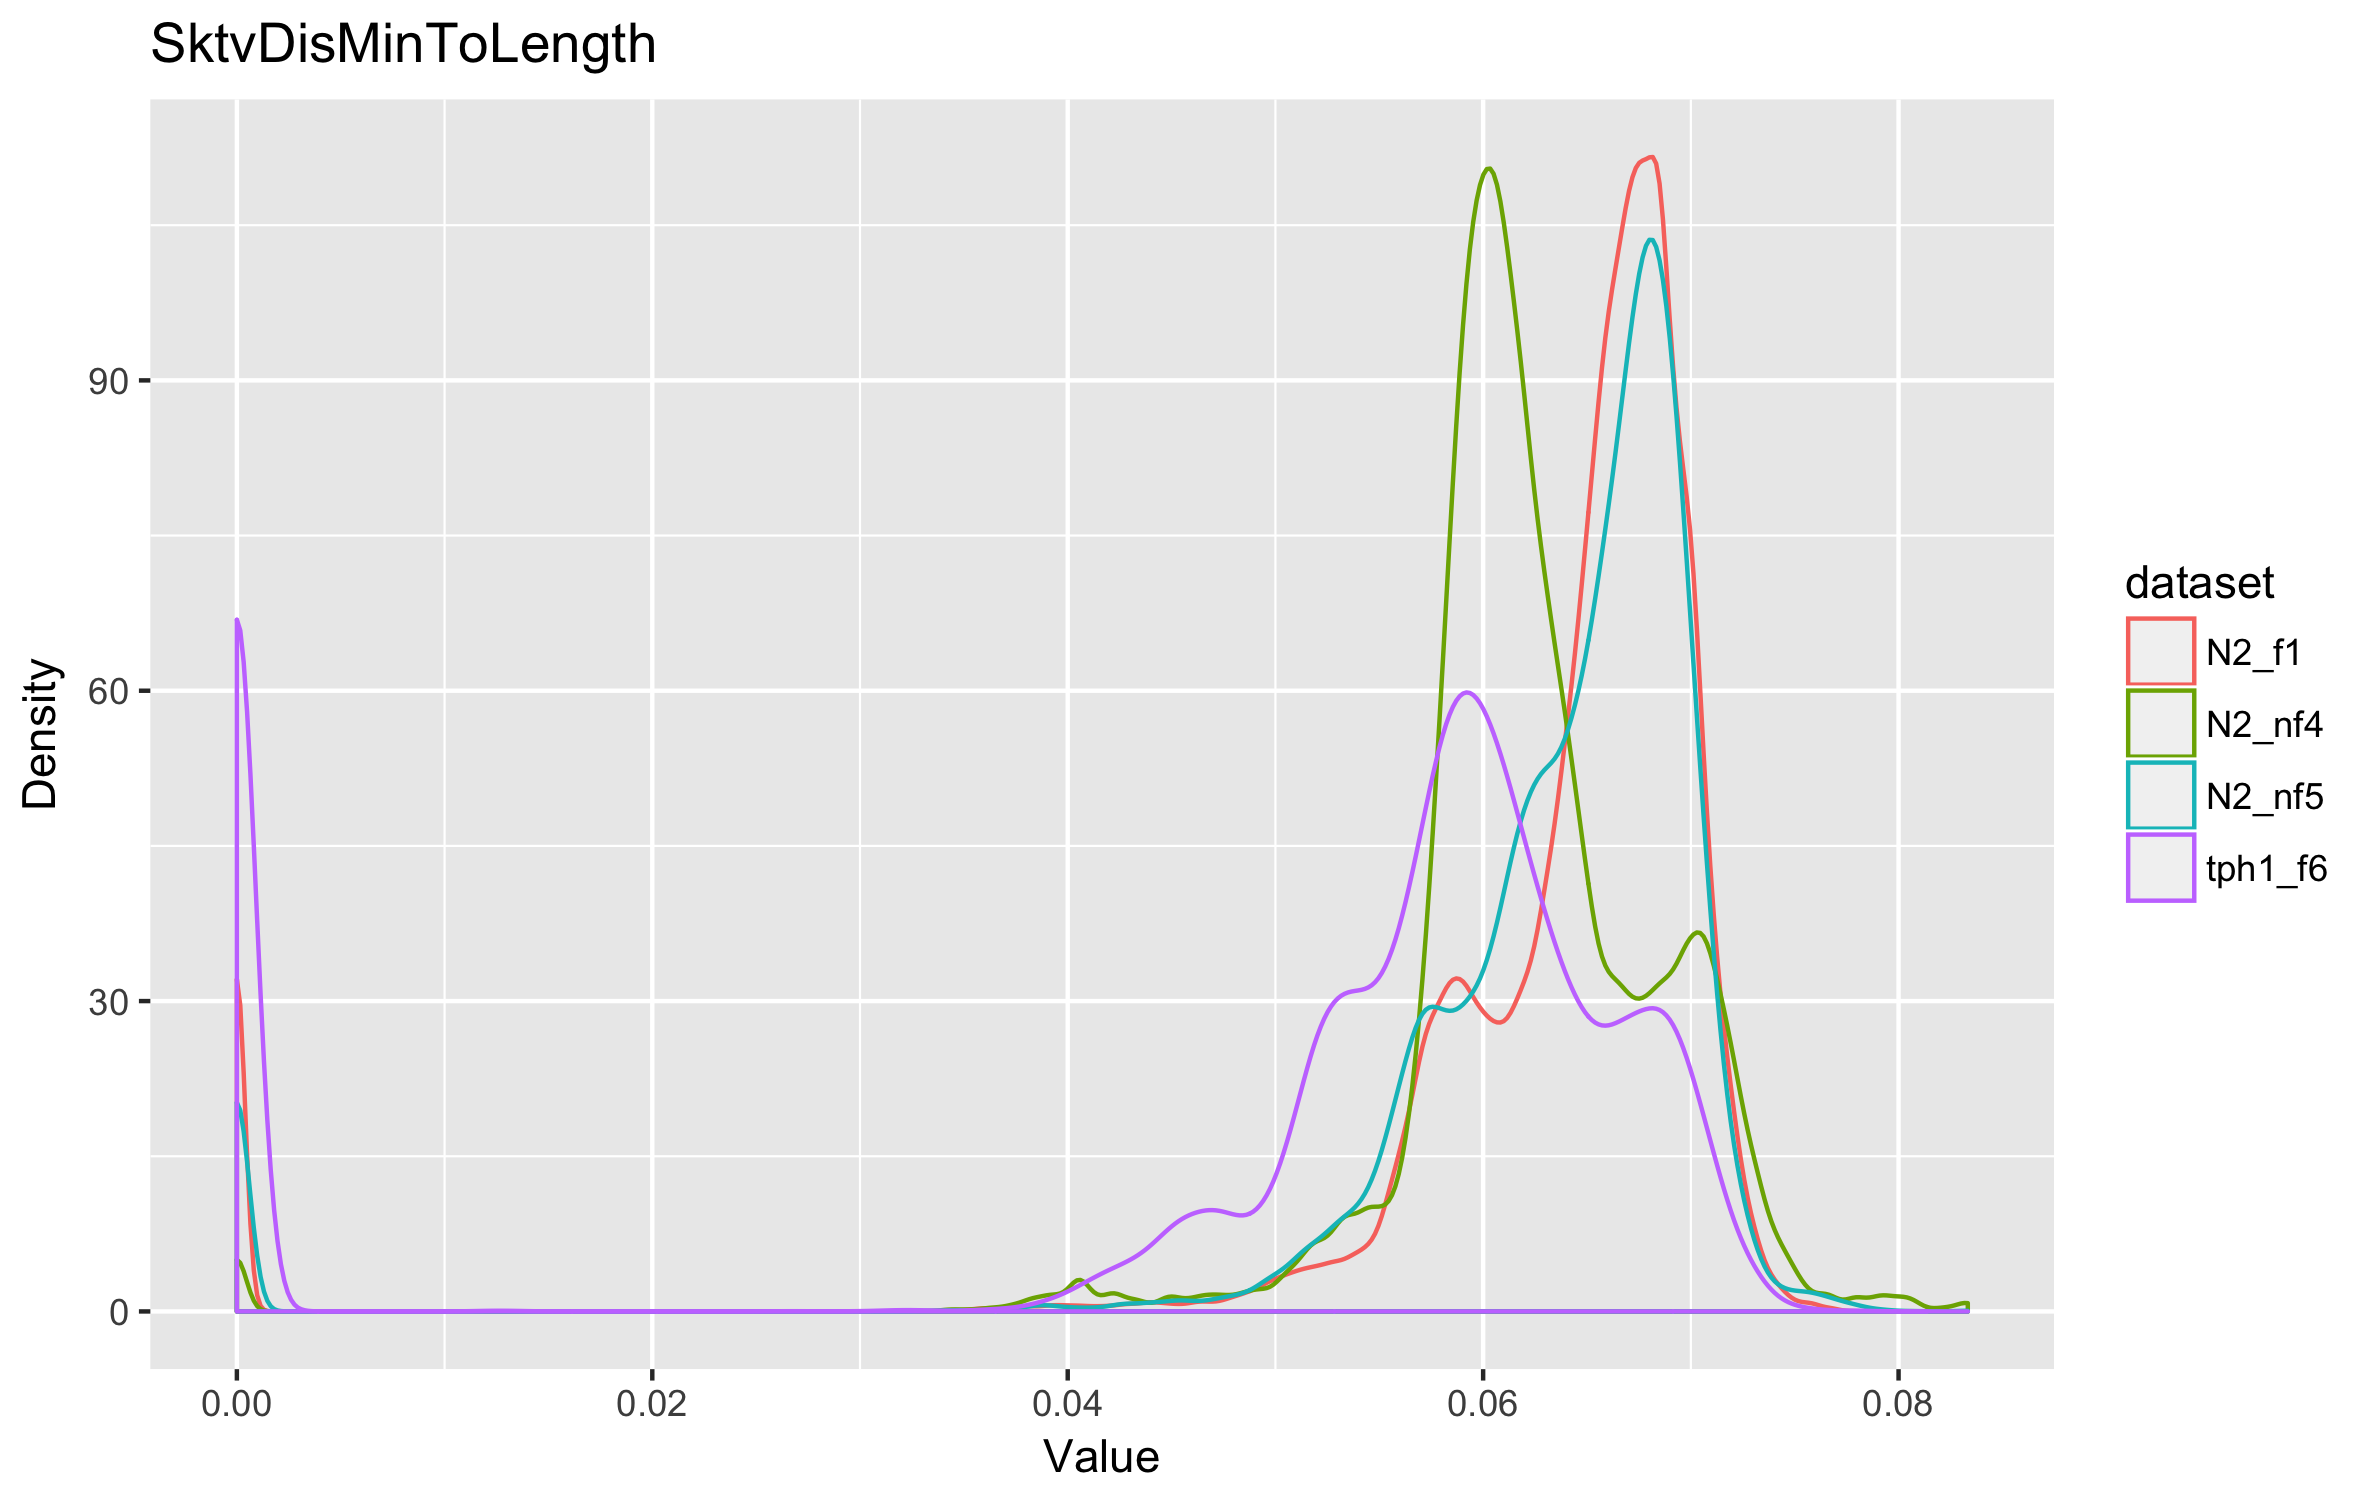 SktvDisMinToLength
90
60
30
0
Density
0.00 0.02 0.04 0.06 0.08
Value
dataset
N2_f1
N2_nf4
N2_nf5
tph1_f6